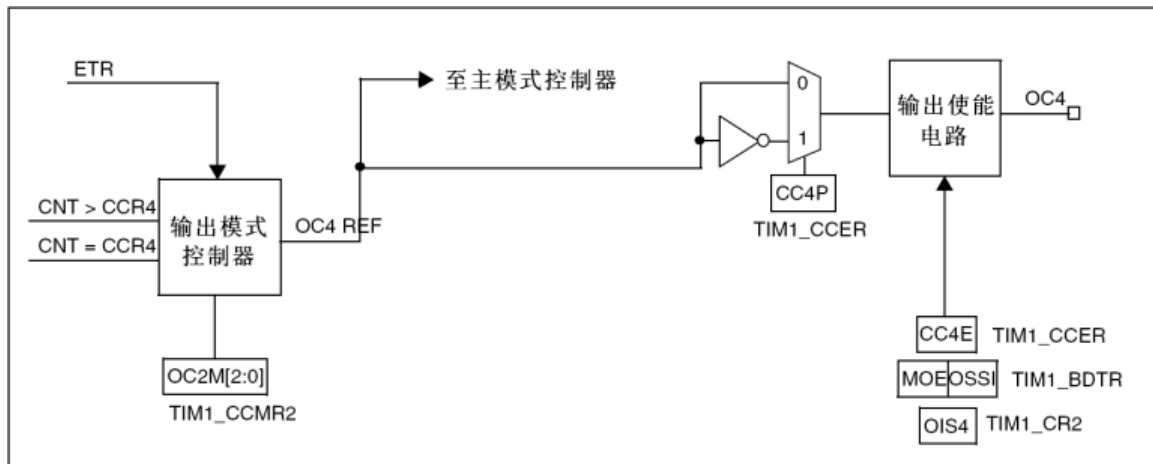 ETR
至主模式控制器
0
1
输出使能
电路
OC4
CC4P
TIM1_CCER
CNT > CCR4
CNT = CCR4
输出模式
控制器
OC4 REF
OC2M[2:0]
TIM1_CCMR2
CC4E TIM1_CCER
MOE OSSI TIM1_BDTR
OIS4 TIM1_CR2